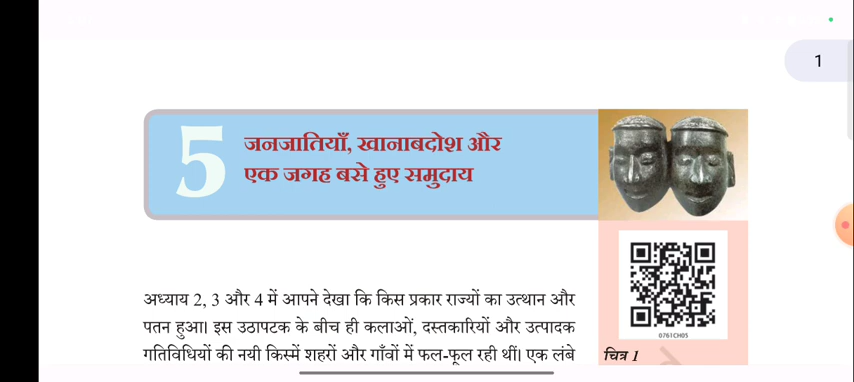 1
5
जनजातियाँ, खानाबदोश और
एक जगह बसे हुए समुदाय
0761CH05
अध्याय 2, 3 और 4 में आपने देखा कि किस प्रकार राज्यों का उत्थान और
पतन हुआ। इस उठापटक के बीच ही कलाओं, दस्तकारियों और उत्पादक
गतिविधियों की नयी किस्में शहरों और गाँवों में फल-फूल रही थीं। एक लंबे
चित्र 1